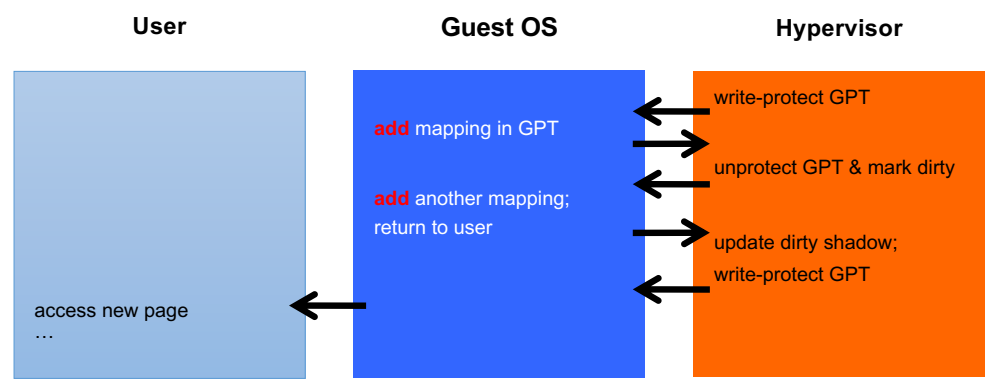 User
Guest OS
Hypervisor
write-protect GPT
add mapping in GPT
unprotect GPT & mark dirty
add another mapping;
return to user
update dirty shadow;
write-protect GPT
access new page
…